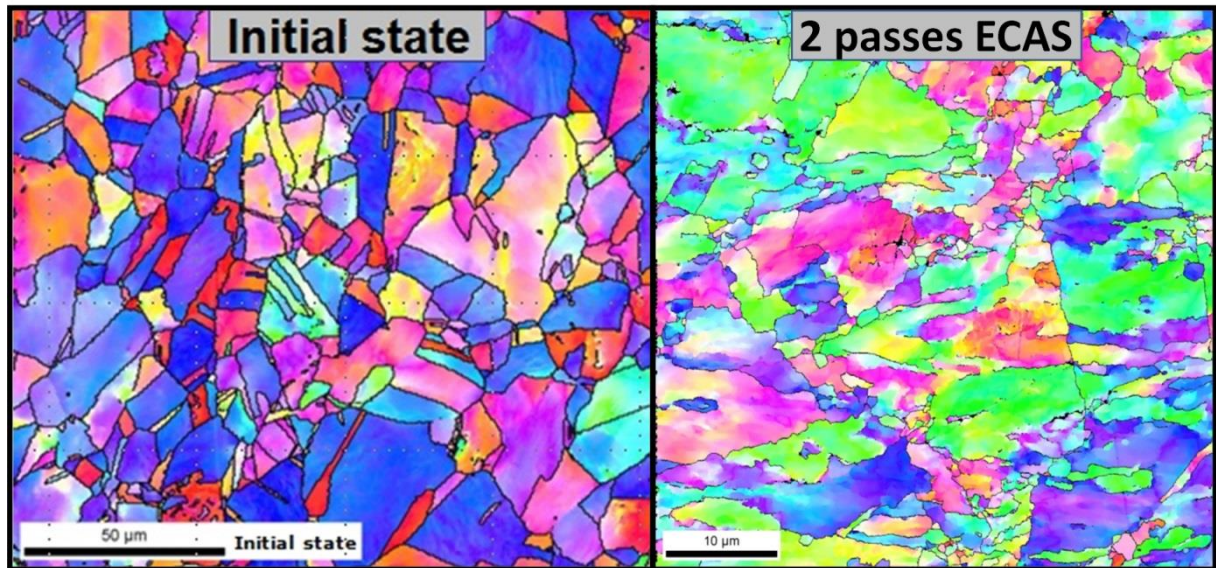 Initial state
2 passes ECAS
50 µm
Initial state
10 µm